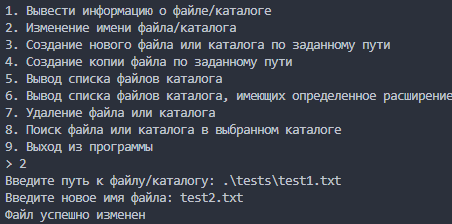 1. Вывести информацию о файле/каталоге
2. Изменение имени файла/каталога
3. Создание нового файла или каталога по заданному пути
4. Создание копии файла по заданному пути
5. Вывод списка файлов каталога
6. Вывод списка файлов каталога, имеющих определенное расширение
7. Удаление файла или каталога
8. Поиск файла или каталога в выбранном каталоге
9. Выход из программы
> 2
Введите путь к файлу/каталогу: .\tests\test1.txt
Введите новое имя файла: test2.txt
Файл успешно изменен